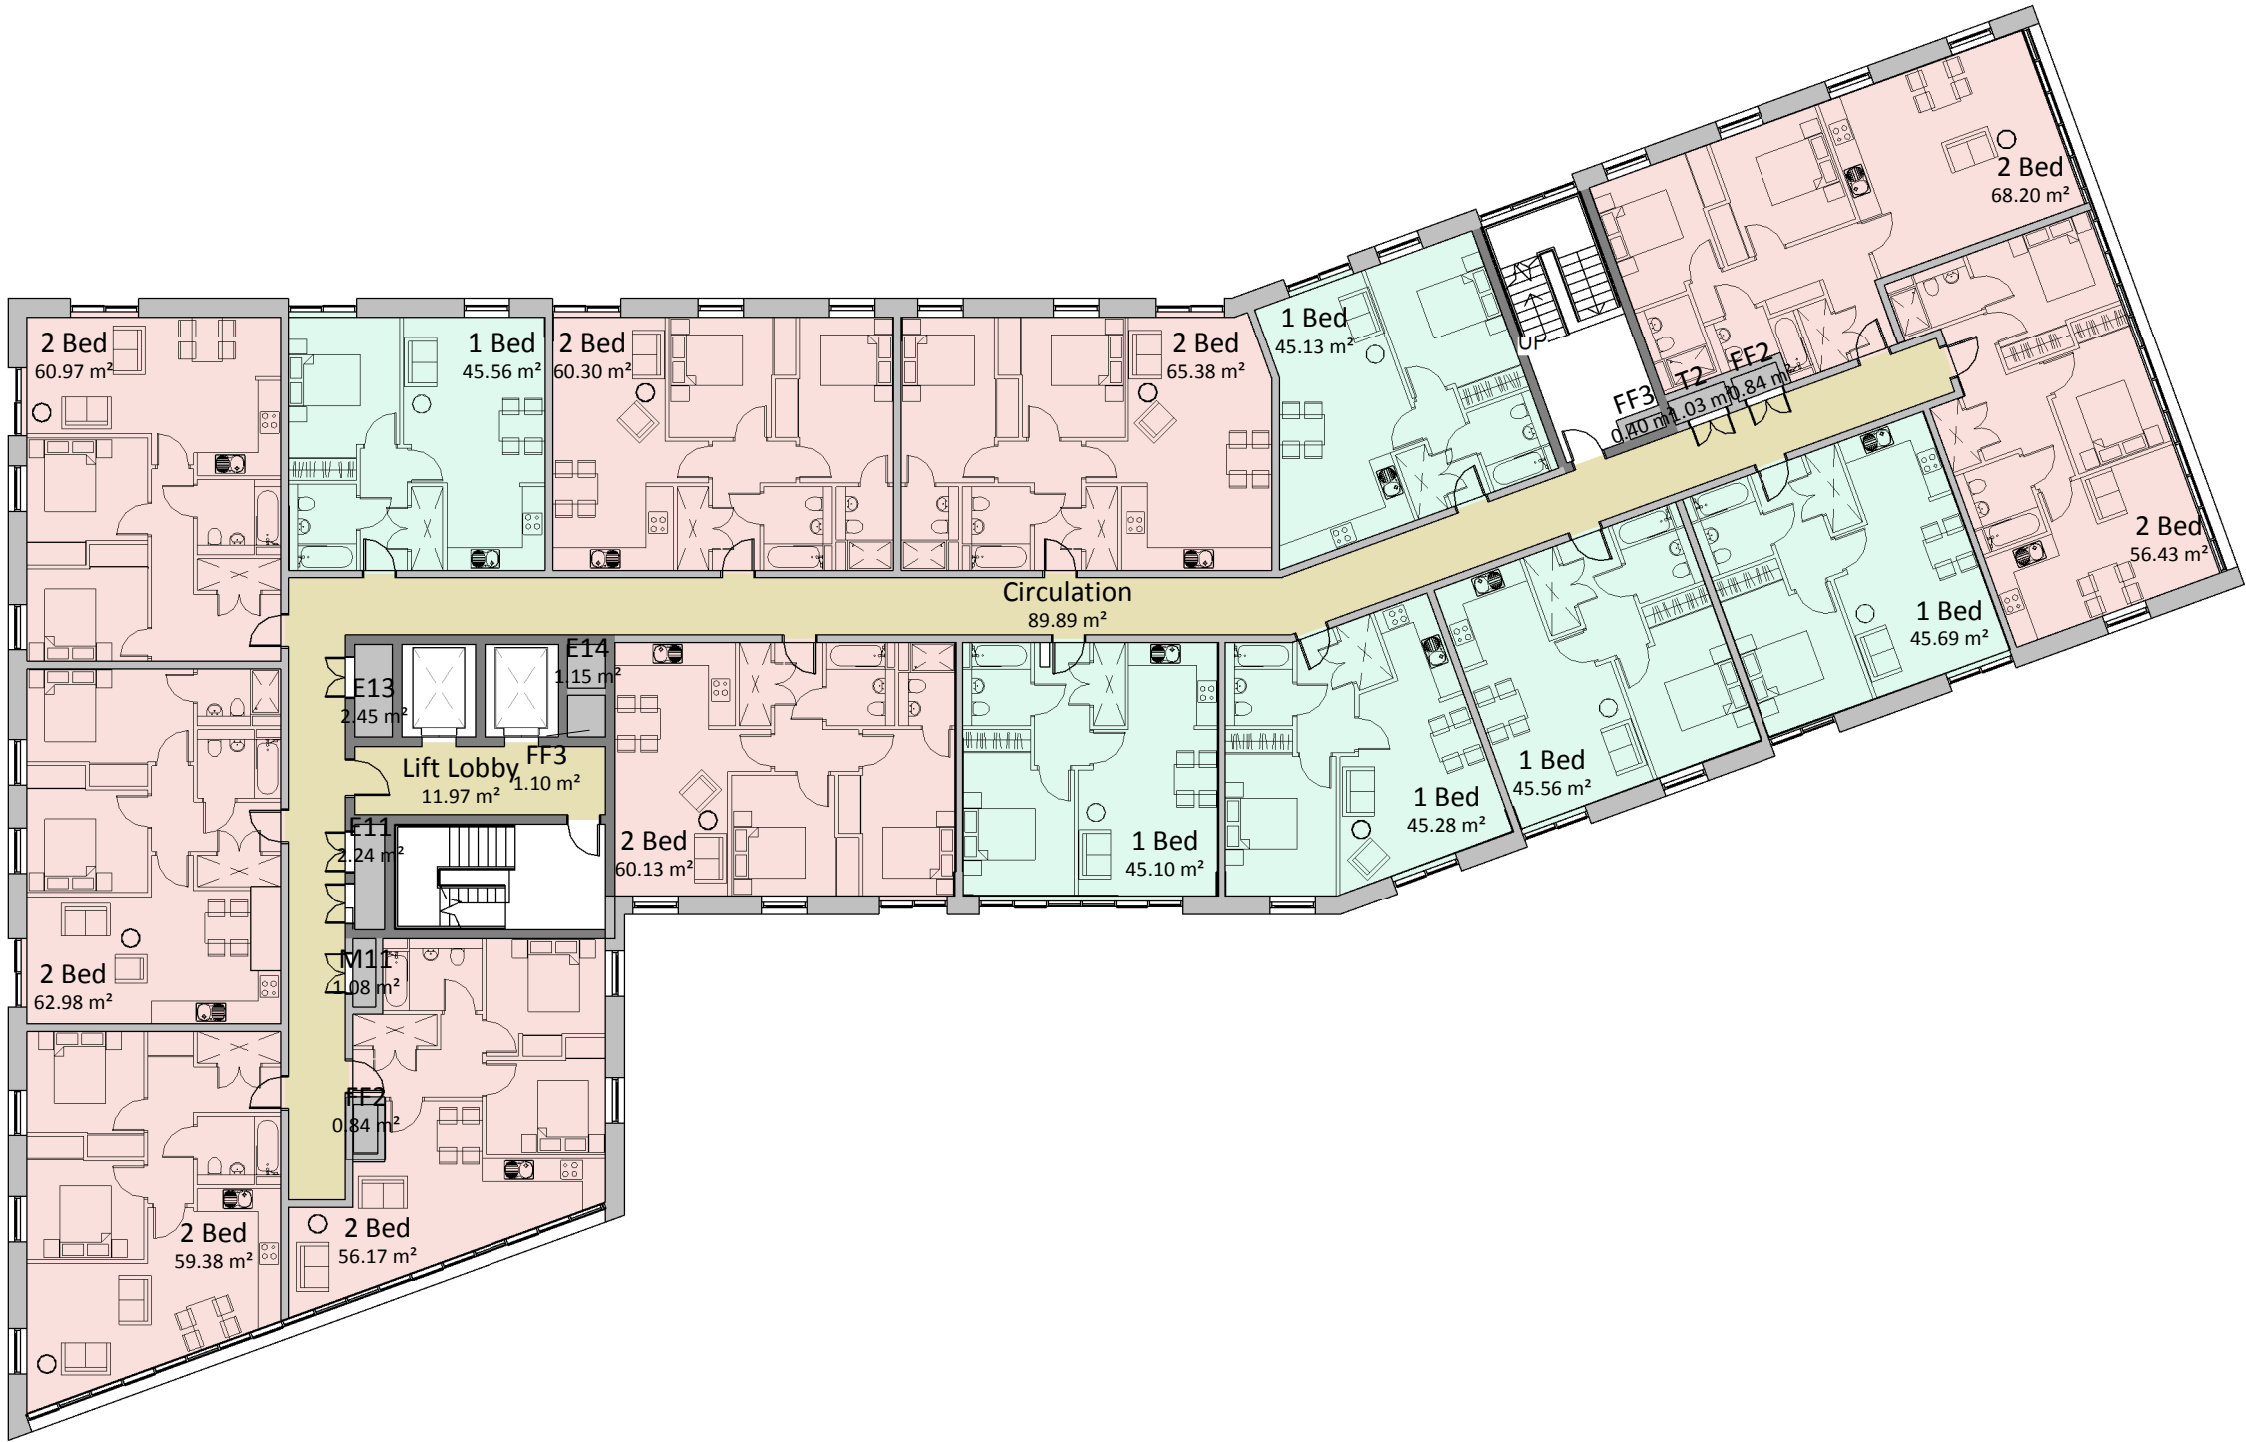 2 Bed
68.20 m²
2 Bed
60.97 m²
1 Bed
45.56 m²
2 Bed
60.30 m²
2 Bed
65.38 m²
1 Bed
45.13 m²
UP
FF3
0.40 m²
T2
1.03 m²
FF2
0.84 m²
2 Bed
56.43 m²
1 Bed
45.69 m²
Circulation
89.89 m²
E14
1.15 m²
E13
2.45 m²
Lift Lobby
11.97 m²
FF3
1.10 m²
1 Bed
45.56 m²
1 Bed
45.28 m²
E11
2.24 m²
2 Bed
60.13 m²
1 Bed
45.10 m²
2 Bed
62.98 m²
M11
1.08 m²
FF2
0.84 m²
2 Bed
59.38 m²
2 Bed
56.17 m²